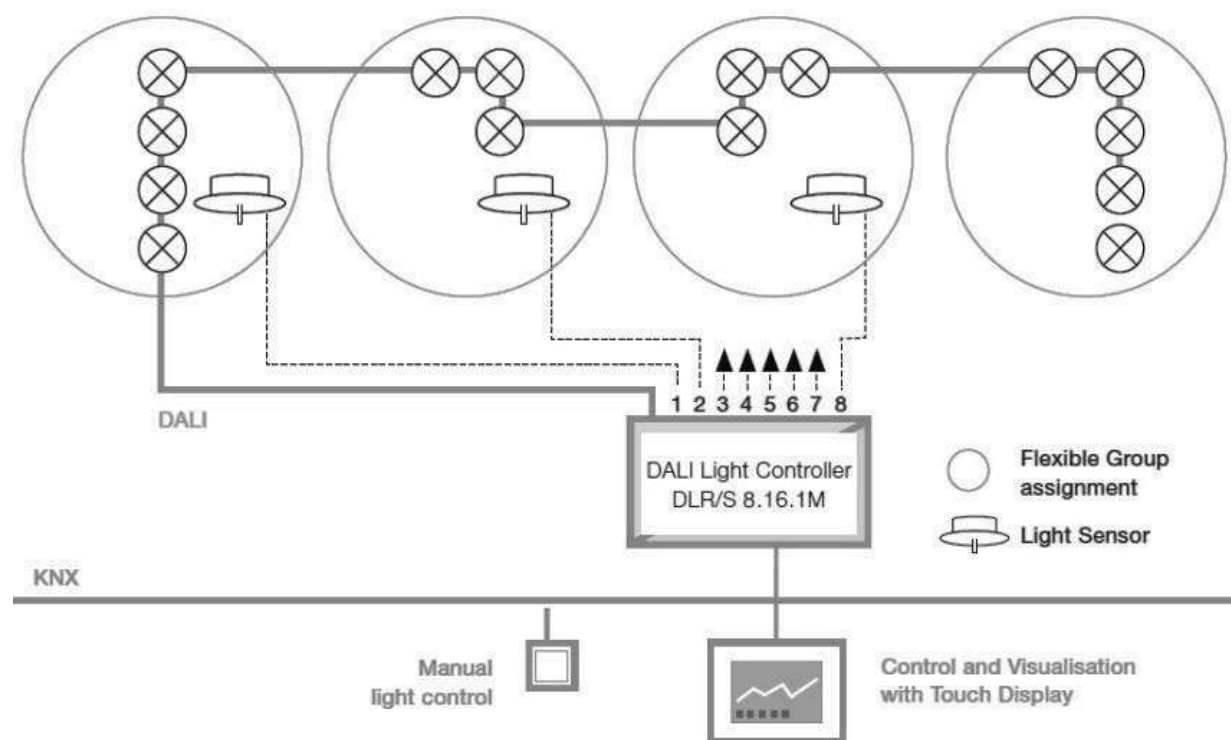 1 2 3 4 5 6 7 8
DALI
DALI Light Controller
DLR/S 8.16.1M
Flexible Group
assignment
Light Sensor
KNX
Manual
light control
Control and Visualisation
with Touch Display